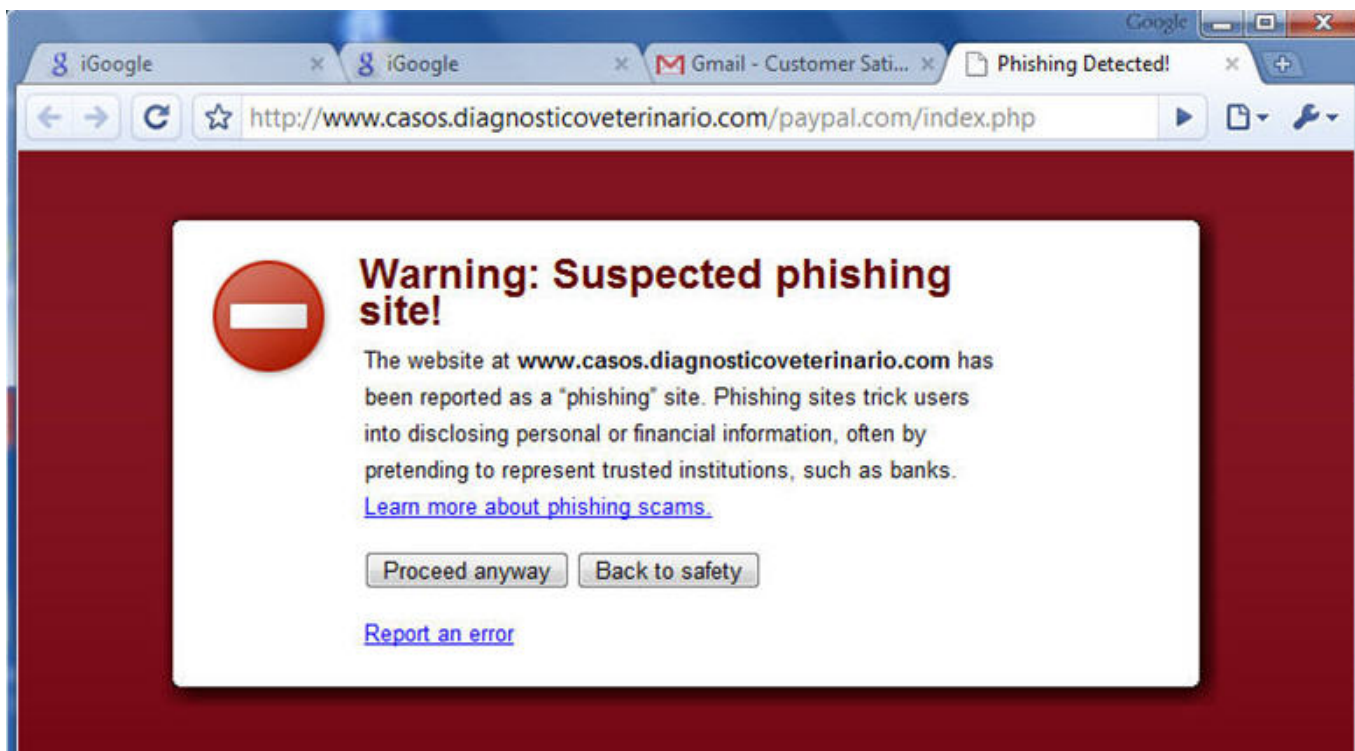 Google
iGoogle iGoogle Gmail - Customer Sati... Phishing Detected!
http://www.casos.diagnosticoveterinario.com/paypal.com/index.php
Warning: Suspected phishing
site!
The website at www.casos.diagnosticoveterinario.com has
been reported as a "phishing" site. Phishing sites trick users
into disclosing personal or financial information, often by
pretending to represent trusted institutions, such as banks.
Learn more about phishing scams.
Proceed anyway Back to safety
Report an error